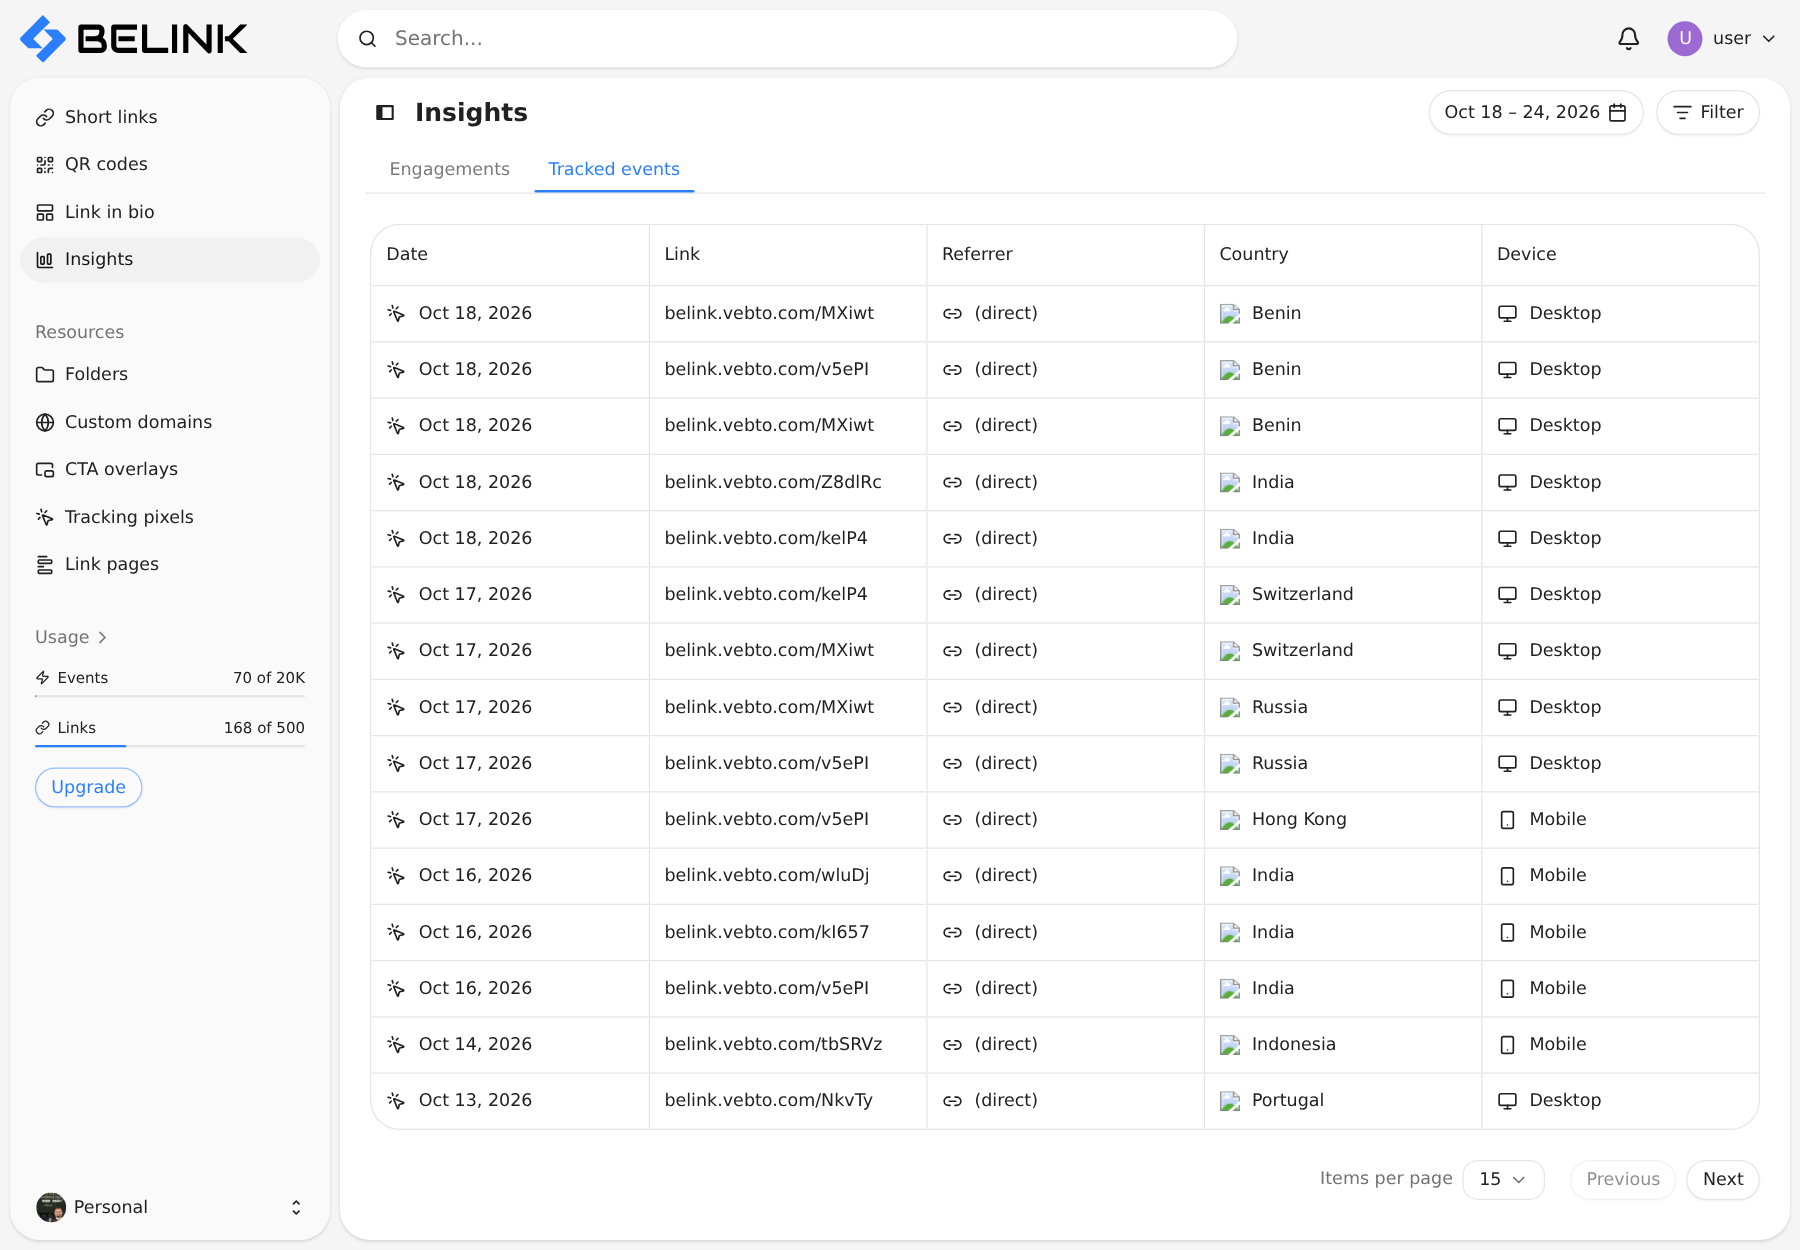 BELINK
Search...
U user
Short links
QR codes
Link in bio
Insights
Resources
Folders
Custom domains
CTA overlays
Tracking pixels
Link pages
Usage
Events 70 of 20K
Links 168 of 500
Upgrade
Personal
Insights
Oct 18 – 24, 2026
Filter
Engagements Tracked events
Date Link Referrer Country Device
Oct 18, 2026 belink.vebto.com/MXiwt (direct) Benin Desktop
Oct 18, 2026 belink.vebto.com/v5ePI (direct) Benin Desktop
Oct 18, 2026 belink.vebto.com/MXiwt (direct) Benin Desktop
Oct 18, 2026 belink.vebto.com/Z8dlRc (direct) India Desktop
Oct 18, 2026 belink.vebto.com/kelP4 (direct) India Desktop
Oct 17, 2026 belink.vebto.com/kelP4 (direct) Switzerland Desktop
Oct 17, 2026 belink.vebto.com/MXiwt (direct) Switzerland Desktop
Oct 17, 2026 belink.vebto.com/MXiwt (direct) Russia Desktop
Oct 17, 2026 belink.vebto.com/v5ePI (direct) Russia Desktop
Oct 17, 2026 belink.vebto.com/v5ePI (direct) Hong Kong Mobile
Oct 16, 2026 belink.vebto.com/wluDj (direct) India Mobile
Oct 16, 2026 belink.vebto.com/kI657 (direct) India Mobile
Oct 16, 2026 belink.vebto.com/v5ePI (direct) India Mobile
Oct 14, 2026 belink.vebto.com/tbSRVz (direct) Indonesia Mobile
Oct 13, 2026 belink.vebto.com/NkvTy (direct) Portugal Desktop
Items per page 15 Previous Next